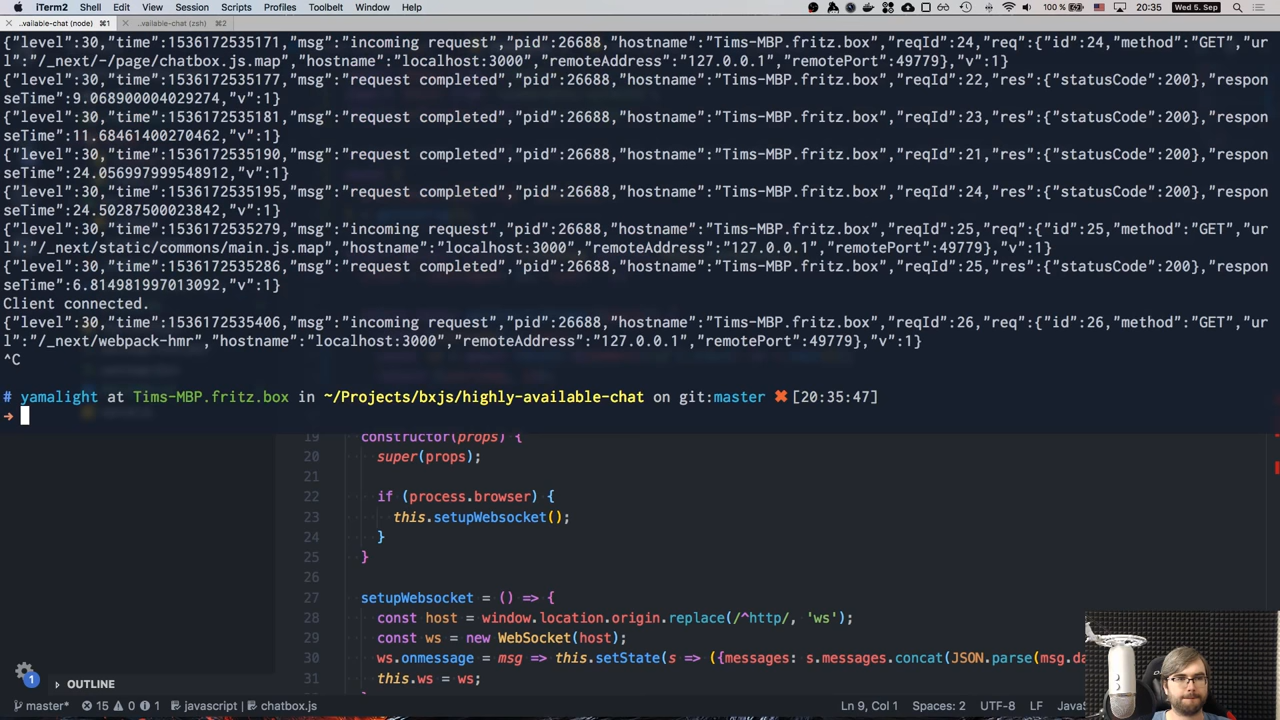 iTerm2 Shell Edit View Session Scripts Profiles Toolbelt Window Help 100 % 20:35 Wed 5. Sep
..vailable-chat (node) ⌘1 ..vailable-chat (zsh) ⌘2
{"level":30,"time":1536172535171,"msg":"incoming request","pid":26688,"hostname":"Tims-MBP.fritz.box","reqId":24,"req":{"id":24,"method":"GET","ur
l":"/_next/-/page/chatbox.js.map","hostname":"localhost:3000","remoteAddress":"127.0.0.1","remotePort":49779},"v":1}
{"level":30,"time":1536172535177,"msg":"request completed","pid":26688,"hostname":"Tims-MBP.fritz.box","reqId":22,"res":{"statusCode":200},"respon
seTime":9.068900004029274,"v":1}
{"level":30,"time":1536172535181,"msg":"request completed","pid":26688,"hostname":"Tims-MBP.fritz.box","reqId":23,"res":{"statusCode":200},"respon
seTime":11.68461400270462,"v":1}
{"level":30,"time":1536172535190,"msg":"request completed","pid":26688,"hostname":"Tims-MBP.fritz.box","reqId":21,"res":{"statusCode":200},"respon
seTime":24.056997999548912,"v":1}
{"level":30,"time":1536172535195,"msg":"request completed","pid":26688,"hostname":"Tims-MBP.fritz.box","reqId":24,"res":{"statusCode":200},"respon
seTime":24.50287500023842,"v":1}
{"level":30,"time":1536172535279,"msg":"incoming request","pid":26688,"hostname":"Tims-MBP.fritz.box","reqId":25,"req":{"id":25,"method":"GET","ur
l":"/_next/static/commons/main.js.map","hostname":"localhost:3000","remoteAddress":"127.0.0.1","remotePort":49779},"v":1}
{"level":30,"time":1536172535286,"msg":"request completed","pid":26688,"hostname":"Tims-MBP.fritz.box","reqId":25,"res":{"statusCode":200},"respon
seTime":6.814981997013092,"v":1}
Client connected.
{"level":30,"time":1536172535406,"msg":"incoming request","pid":26688,"hostname":"Tims-MBP.fritz.box","reqId":26,"req":{"id":26,"method":"GET","ur
l":"/_next/webpack-hmr","hostname":"localhost:3000","remoteAddress":"127.0.0.1","remotePort":49779},"v":1}
^C
# yamalight at Tims-MBP.fritz.box in ~/Projects/bxjs/highly-available-chat on git:master ✖ [20:35:47]
→
19 constructor(props) {
20 super(props);
21
22 if (process.browser) {
23 this.setupWebsocket();
24 }
25 }
26
27 setupWebsocket = () => {
28 const host = window.location.origin.replace(/^http/, 'ws');
29 const ws = new WebSocket(host);
30 ws.onmessage = msg => this.setState(s => ({messages: s.messages.concat(JSON.parse(msg.da
31 this.ws = ws;
1
OUTLINE
master* 15 0 1 javascript chatbox.js Ln 9, Col 1 Spaces: 2 UTF-8 LF Javas